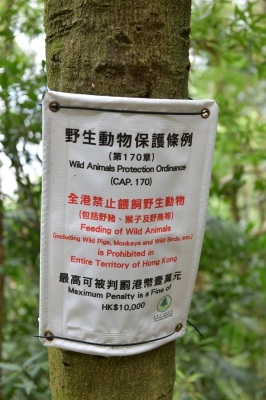 野生動物保護條例
(第170章)
Wild Animals Protection Ordinance
(CAP. 170)
全港禁止餵飼野生動物
(包括野豬、猴子及野鳥等)
Feeding of Wild Animals
(including Wild Pigs, Monkeys and Wild Birds, etc.)
is Prohibited in
Entire Territory of Hong Kong
最高可被判罰港幣壹萬元
Maximum Penalty is a Fine of
HK$10,000